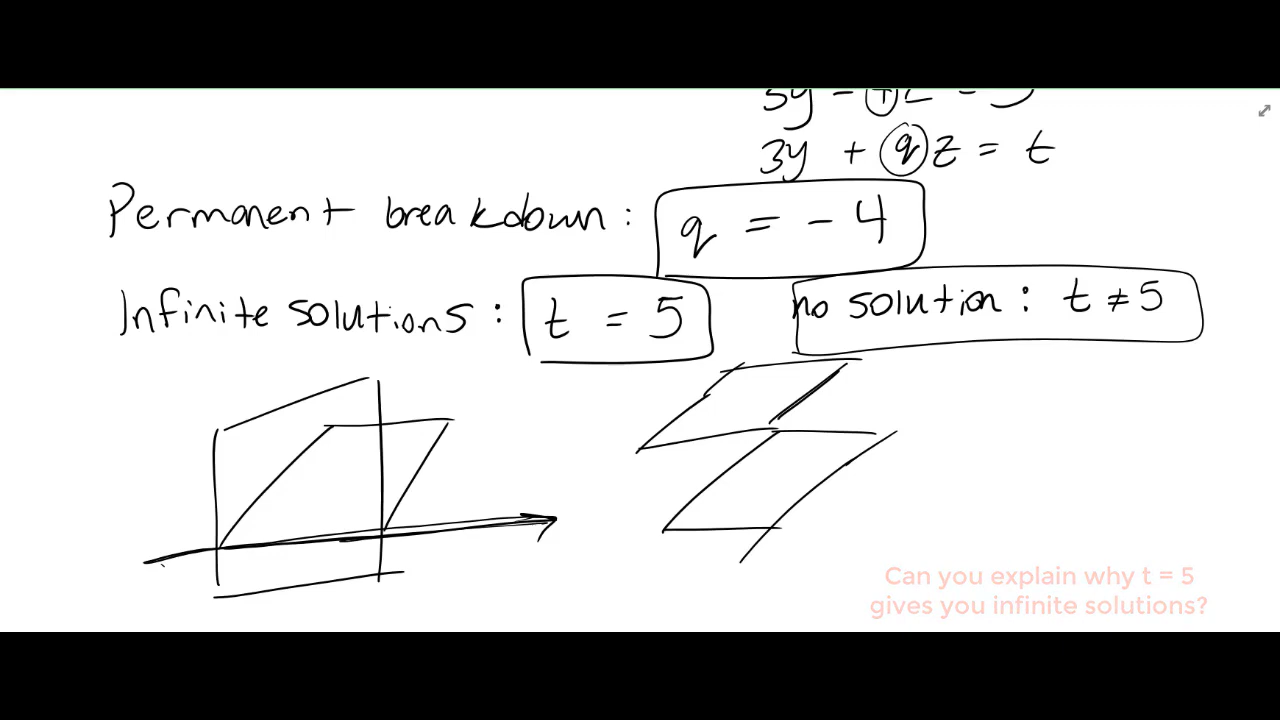 3y + qz = t
Permanent breakdown: q = -4
Infinite solutions: t = 5 no solution: t ≠ 5
Can you explain why t = 5
gives you infinite solutions?